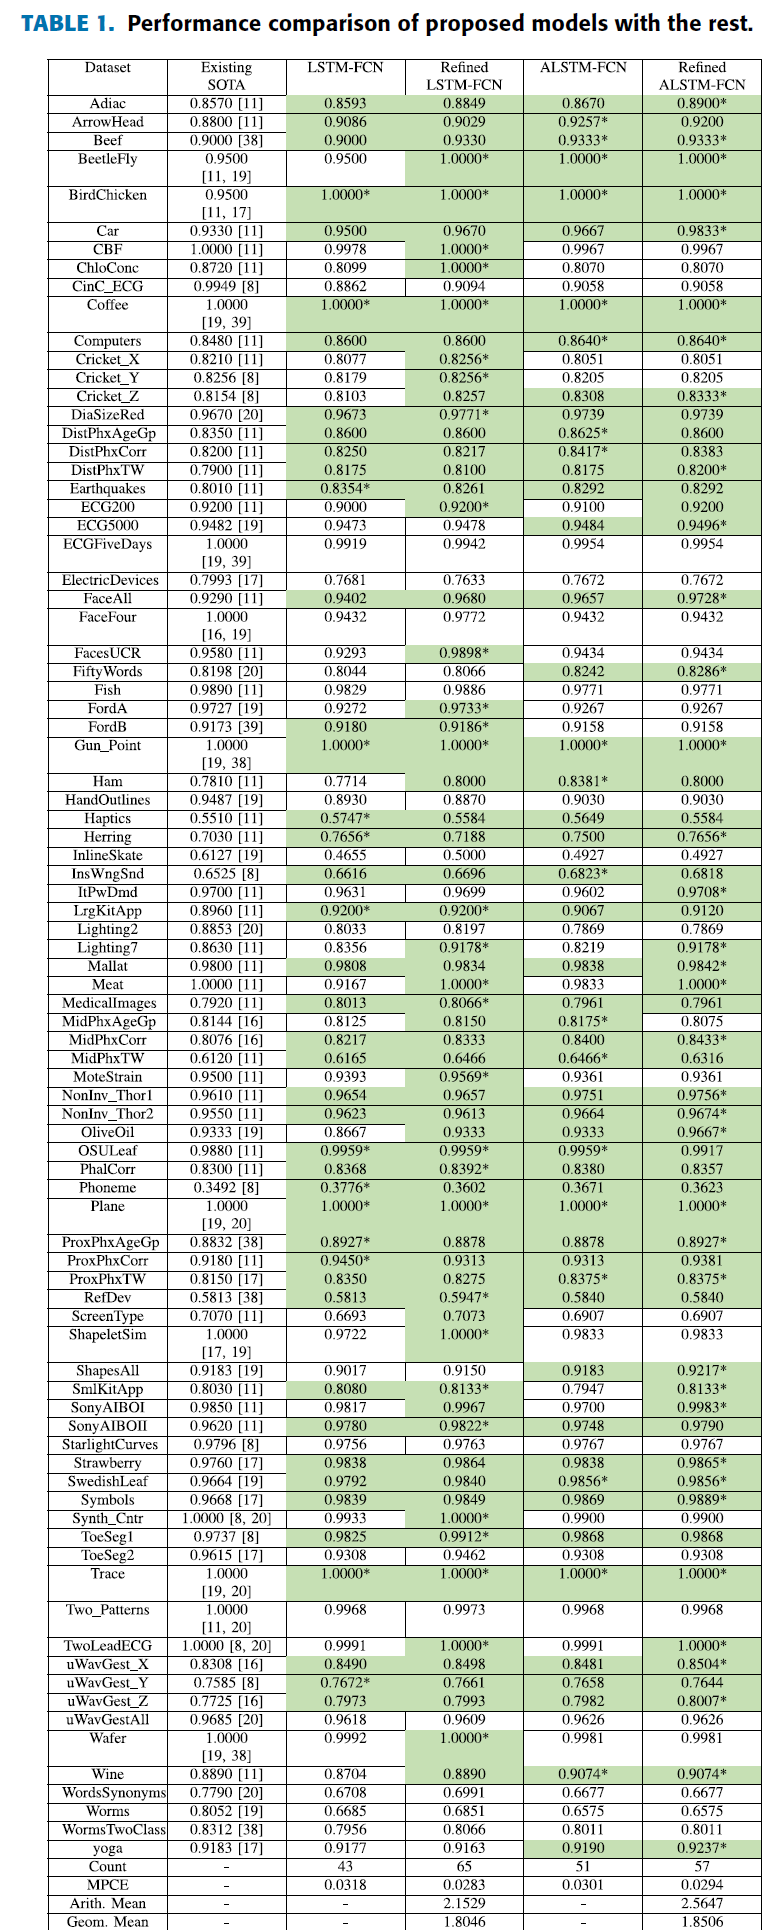 TABLE 1. Performance comparison of proposed models with the rest.
Dataset Existing LSTM-FCN Refined ALSTM-FCN Refined
SOTA LSTM-FCN ALSTM-FCN
Adiac 0.8570 [11] 0.8593 0.8849 0.8670 0.8900*
ArrowHead 0.8800 [11] 0.9086 0.9029 0.9257* 0.9200
Beef 0.9000 [38] 0.9000 0.9330 0.9333* 0.9333*
BeetleFly 0.9500 0.9500 1.0000* 1.0000* 1.0000*
[11, 19]
BirdChicken 0.9500 1.0000* 1.0000* 1.0000* 1.0000*
[11, 17]
Car 0.9330 [11] 0.9500 0.9670 0.9667 0.9833*
CBF 1.0000 [11] 0.9978 1.0000* 0.9967 0.9967
ChloConc 0.8720 [11] 0.8099 1.0000* 0.8070 0.8070
CinC_ECG 0.9949 [8] 0.8862 0.9094 0.9058 0.9058
Coffee 1.0000 1.0000* 1.0000* 1.0000* 1.0000*
[19, 39]
Computers 0.8480 [11] 0.8600 0.8600 0.8640* 0.8640*
Cricket_X 0.8210 [11] 0.8077 0.8256* 0.8051 0.8051
Cricket_Y 0.8256 [8] 0.8179 0.8256* 0.8205 0.8205
Cricket_Z 0.8154 [8] 0.8103 0.8257 0.8308 0.8333*
DiaSizeRed 0.9670 [20] 0.9673 0.9771* 0.9739 0.9739
DistPhxAgeGp 0.8350 [11] 0.8600 0.8600 0.8625* 0.8600
DistPhxCorr 0.8200 [11] 0.8250 0.8217 0.8417* 0.8383
DistPhxTW 0.7900 [11] 0.8175 0.8100 0.8175 0.8200*
Earthquakes 0.8010 [11] 0.8354* 0.8261 0.8292 0.8292
ECG200 0.9200 [11] 0.9000 0.9200* 0.9100 0.9200
ECG5000 0.9482 [19] 0.9473 0.9478 0.9484 0.9496*
ECGFiveDays 1.0000 0.9919 0.9942 0.9954 0.9954
[19, 39]
ElectricDevices 0.7993 [17] 0.7681 0.7633 0.7672 0.7672
FaceAll 0.9290 [11] 0.9402 0.9680 0.9657 0.9728*
FaceFour 1.0000 0.9432 0.9772 0.9432 0.9432
[16, 19]
FacesUCR 0.9580 [11] 0.9293 0.9898* 0.9434 0.9434
FiftyWords 0.8198 [20] 0.8044 0.8066 0.8242 0.8286*
Fish 0.9890 [11] 0.9829 0.9886 0.9771 0.9771
FordA 0.9727 [19] 0.9272 0.9733* 0.9267 0.9267
FordB 0.9173 [39] 0.9180 0.9186* 0.9158 0.9158
Gun_Point 1.0000 1.0000* 1.0000* 1.0000* 1.0000*
[19, 38]
Ham 0.7810 [11] 0.7714 0.8000 0.8381* 0.8000
HandOutlines 0.9487 [19] 0.8930 0.8870 0.9030 0.9030
Haptics 0.5510 [11] 0.5747* 0.5584 0.5649 0.5584
Herring 0.7030 [11] 0.7656* 0.7188 0.7500 0.7656*
InlineSkate 0.6127 [19] 0.4655 0.5000 0.4927 0.4927
InsWngSnd 0.6525 [8] 0.6616 0.6696 0.6823* 0.6818
ItPwDmd 0.9700 [11] 0.9631 0.9699 0.9602 0.9708*
LrgKitApp 0.8960 [11] 0.9200* 0.9200* 0.9067 0.9120
Lighting2 0.8853 [20] 0.8033 0.8197 0.7869 0.7869
Lighting7 0.8630 [11] 0.8356 0.9178* 0.8219 0.9178*
Mallat 0.9800 [11] 0.9808 0.9834 0.9838 0.9842*
Meat 1.0000 [11] 0.9167 1.0000* 0.9833 1.0000*
MedicalImages 0.7920 [11] 0.8013 0.8066* 0.7961 0.7961
MidPhxAgeGp 0.8144 [16] 0.8125 0.8150 0.8175* 0.8075
MidPhxCorr 0.8076 [16] 0.8217 0.8333 0.8400 0.8433*
MidPhxTW 0.6120 [11] 0.6165 0.6466 0.6466* 0.6316
MoteStrain 0.9500 [11] 0.9393 0.9569* 0.9361 0.9361
NonInv_Thor1 0.9610 [11] 0.9654 0.9657 0.9751 0.9756*
NonInv_Thor2 0.9550 [11] 0.9623 0.9613 0.9664 0.9674*
OliveOil 0.9333 [19] 0.8667 0.9333 0.9333 0.9667*
OSULeaf 0.9880 [11] 0.9959* 0.9959* 0.9959* 0.9917
PhalCorr 0.8300 [11] 0.8368 0.8392* 0.8380 0.8357
Phoneme 0.3492 [8] 0.3776* 0.3602 0.3671 0.3623
Plane 1.0000 1.0000* 1.0000* 1.0000* 1.0000*
[19, 20]
ProxPhxAgeGp 0.8832 [38] 0.8927* 0.8878 0.8878 0.8927*
ProxPhxCorr 0.9180 [11] 0.9450* 0.9313 0.9313 0.9381
ProxPhxTW 0.8150 [17] 0.8350 0.8275 0.8375* 0.8375*
RefDev 0.5813 [38] 0.5813 0.5947* 0.5840 0.5840
ScreenType 0.7070 [11] 0.6693 0.7073 0.6907 0.6907
ShapeletSim 1.0000 0.9722 1.0000* 0.9833 0.9833
[17, 19]
ShapesAll 0.9183 [19] 0.9017 0.9150 0.9183 0.9217*
SmlKitApp 0.8030 [11] 0.8080 0.8133* 0.7947 0.8133*
SonyAIBOI 0.9850 [11] 0.9817 0.9967 0.9700 0.9983*
SonyAIBOII 0.9620 [11] 0.9780 0.9822* 0.9748 0.9790
StarlightCurves 0.9796 [8] 0.9756 0.9763 0.9767 0.9767
Strawberry 0.9760 [17] 0.9838 0.9864 0.9838 0.9865*
SwedishLeaf 0.9664 [19] 0.9792 0.9840 0.9856* 0.9856*
Symbols 0.9668 [17] 0.9839 0.9849 0.9869 0.9889*
Synth_Cntr 1.0000 [8, 20] 0.9933 1.0000* 0.9900 0.9900
ToeSeg1 0.9737 [8] 0.9825 0.9912* 0.9868 0.9868
ToeSeg2 0.9615 [17] 0.9308 0.9462 0.9308 0.9308
Trace 1.0000 1.0000* 1.0000* 1.0000* 1.0000*
[19, 20]
Two_Patterns 1.0000 0.9968 0.9973 0.9968 0.9968
[11, 20]
TwoLeadECG 1.0000 [8, 20] 0.9991 1.0000* 0.9991 1.0000*
uWavGest_X 0.8308 [16] 0.8490 0.8498 0.8481 0.8504*
uWavGest_Y 0.7585 [8] 0.7672* 0.7661 0.7658 0.7644
uWavGest_Z 0.7725 [16] 0.7973 0.7993 0.7982 0.8007*
uWavGestAll 0.9685 [20] 0.9618 0.9609 0.9626 0.9626
Wafer 1.0000 0.9992 1.0000* 0.9981 0.9981
[19, 38]
Wine 0.8890 [11] 0.8704 0.8890 0.9074* 0.9074*
WordsSynonyms 0.7790 [20] 0.6708 0.6991 0.6677 0.6677
Worms 0.8052 [19] 0.6685 0.6851 0.6575 0.6575
WormsTwoClass 0.8312 [38] 0.7956 0.8066 0.8011 0.8011
yoga 0.9183 [17] 0.9177 0.9163 0.9190 0.9237*
Count - 43 65 51 57
MPCE - 0.0318 0.0283 0.0301 0.0294
Arith. Mean - - 2.1529 - 2.5647
Geom. Mean - - 1.8046 - 1.8506